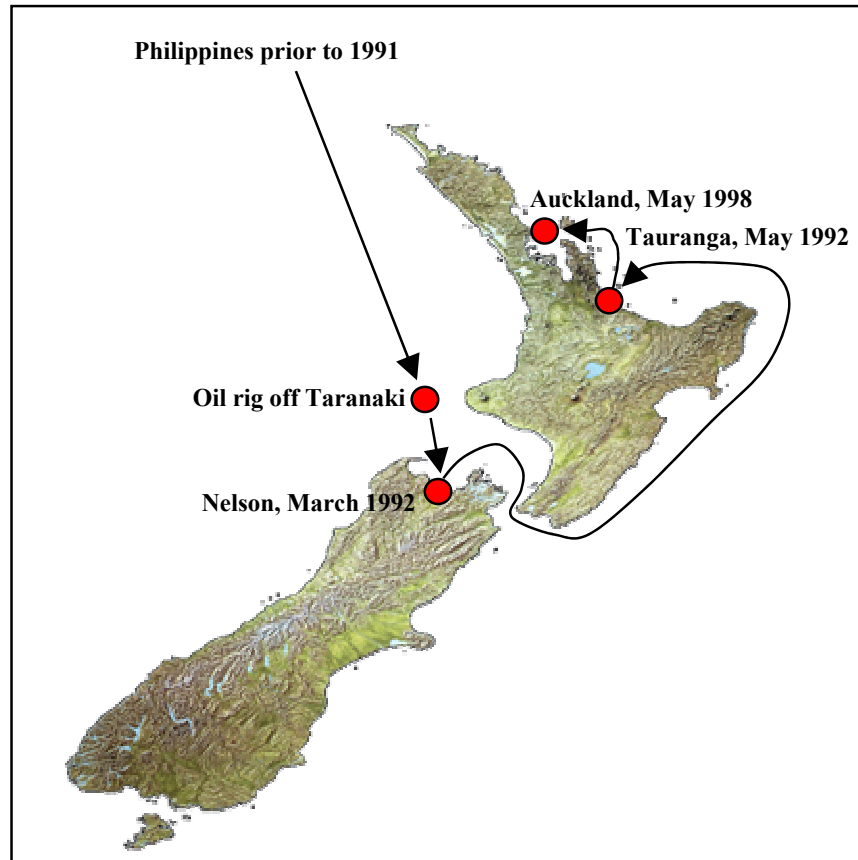 Philippines prior to 1991
Auckland, May 1998
Tauranga, May 1992
Oil rig off Taranaki
Nelson, March 1992